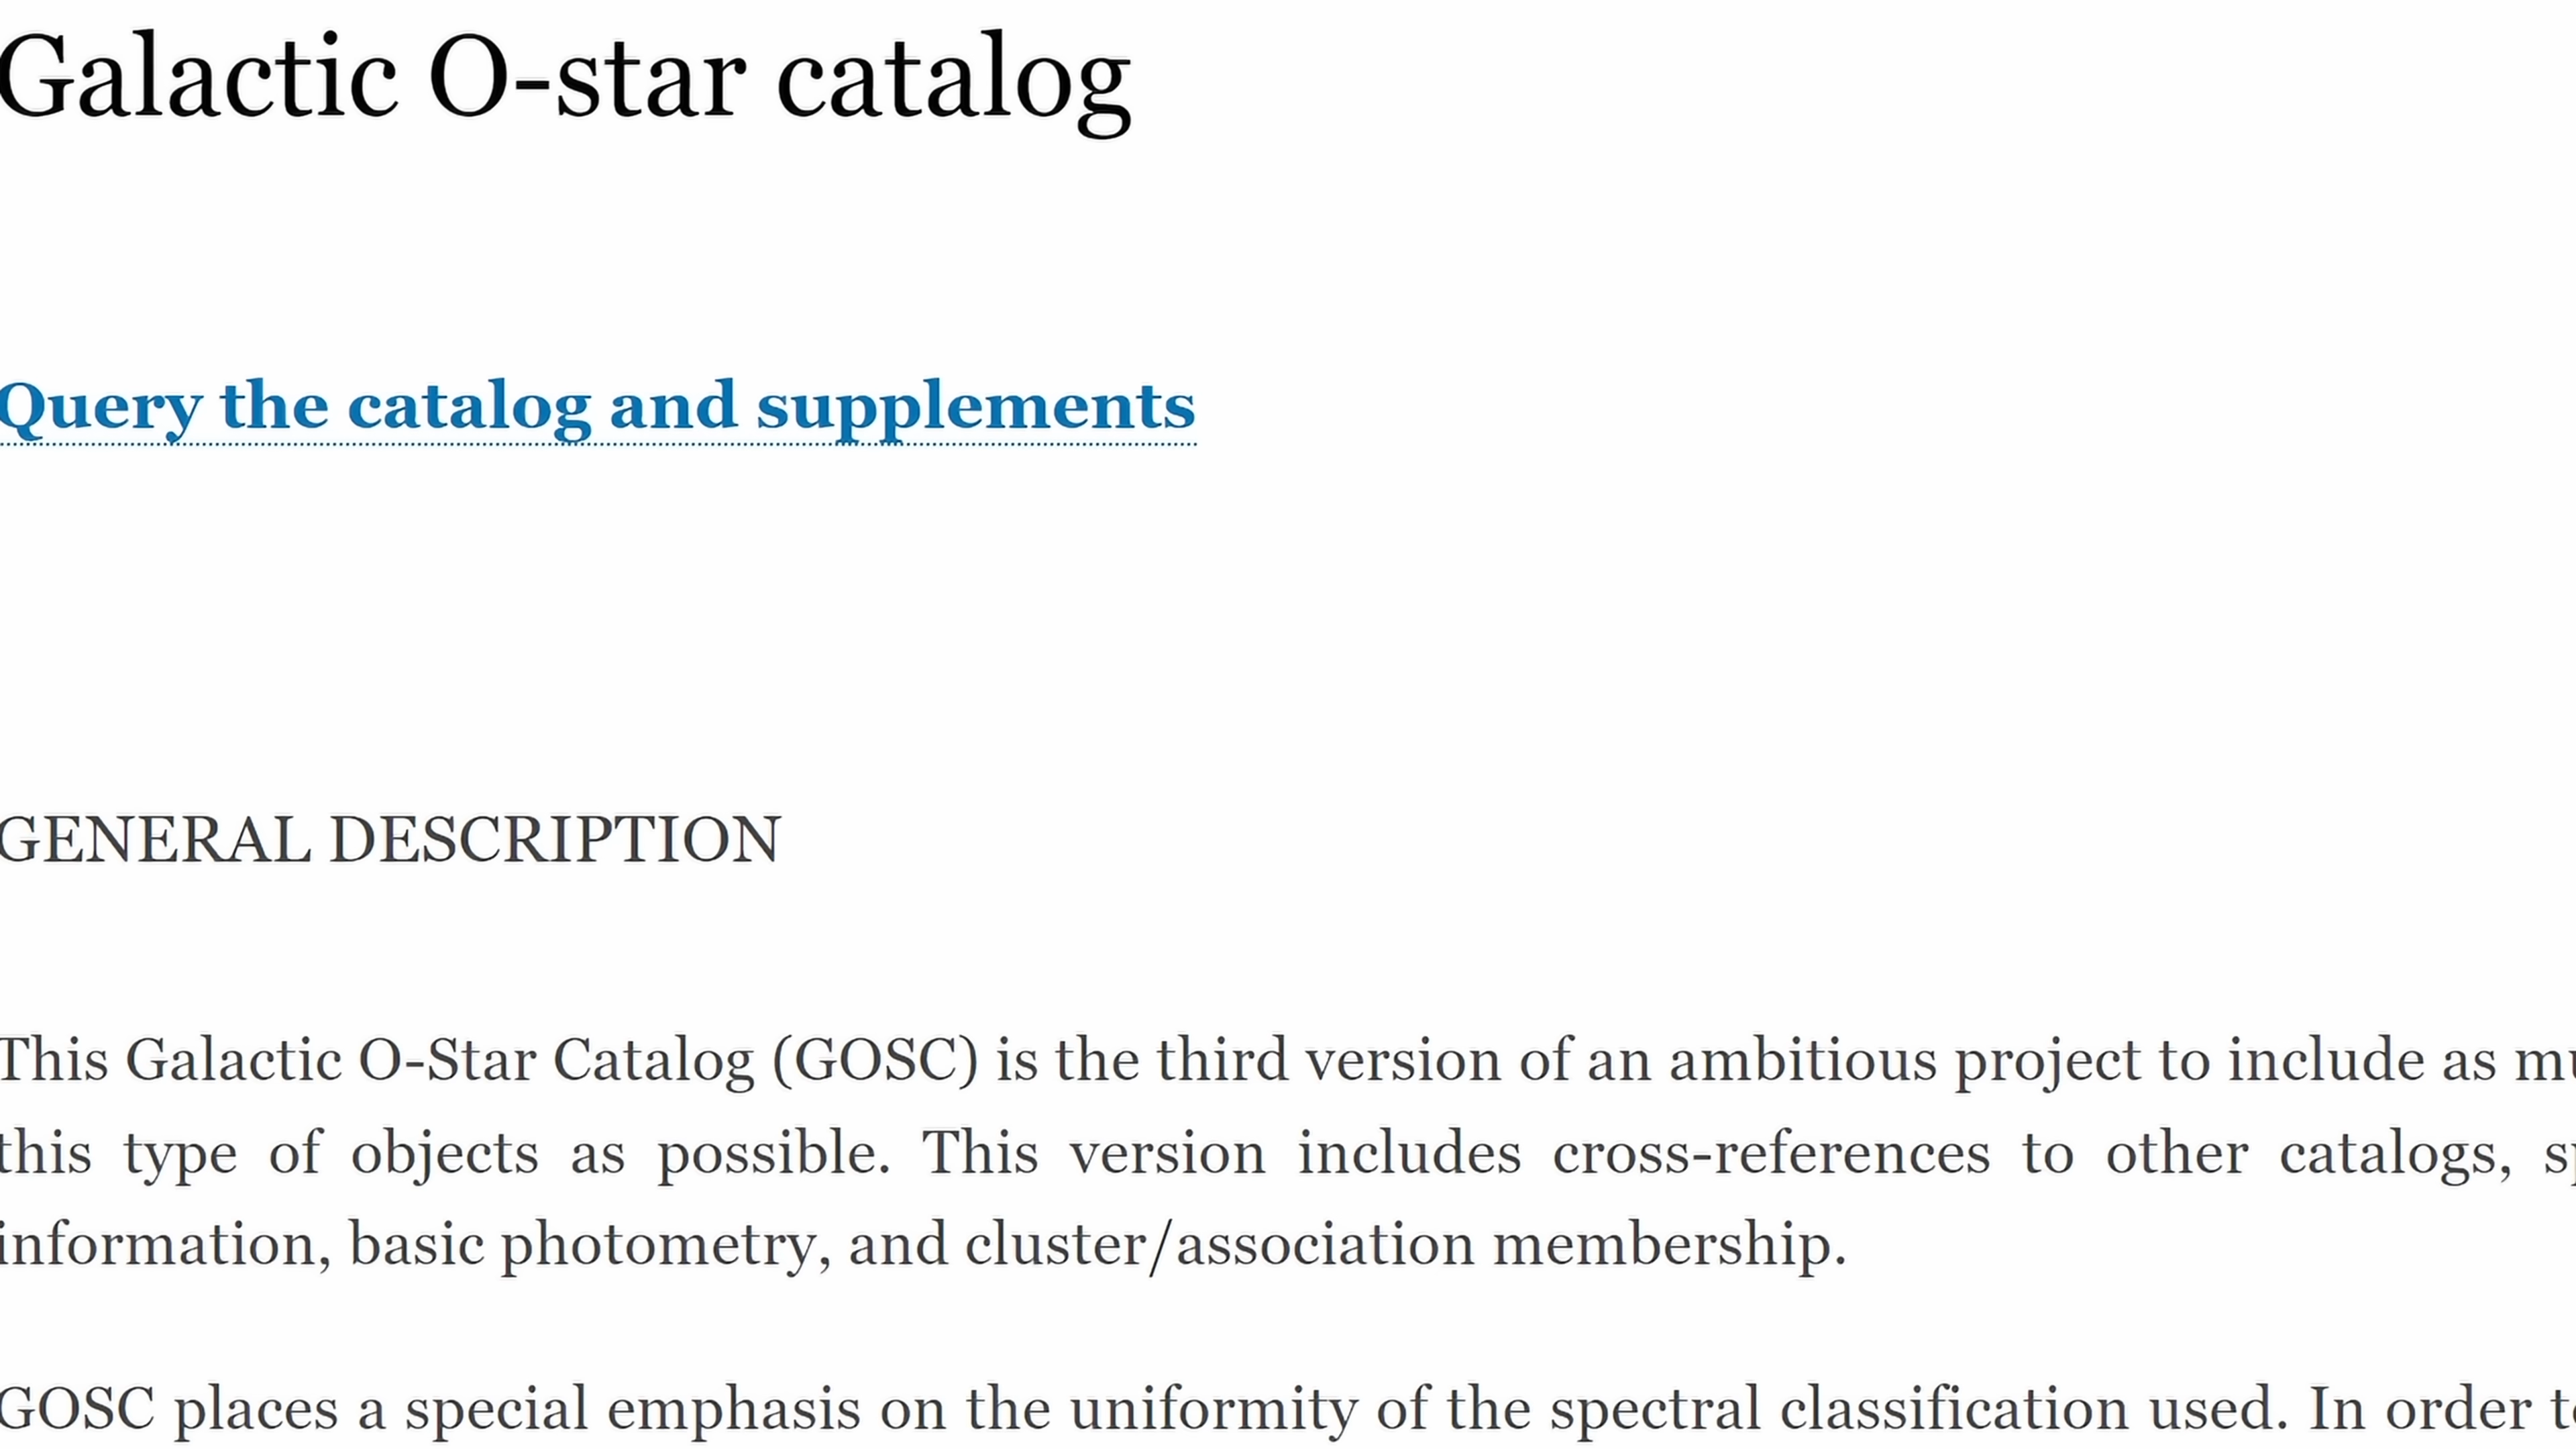 Galactic O-star catalog
Query the catalog and supplements
GENERAL DESCRIPTION
This Galactic O-Star Catalog (GOSC) is the third version of an ambitious project to include as
this type of objects as possible. This version includes cross-references to other catalogs,
information, basic photometry, and cluster/association membership.
GOSC places a special emphasis on the uniformity of the spectral classification used. In order